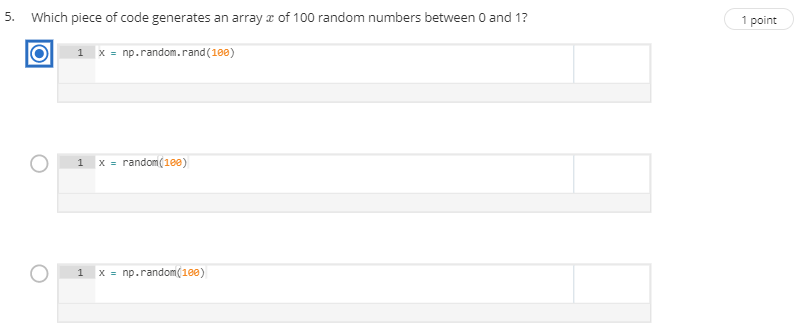 5. Which piece of code generates an array x of 100 random numbers between 0 and 1?
1 point
1 x = np.random.rand(100)
1 x = random(100)
1 x = np.random(100)